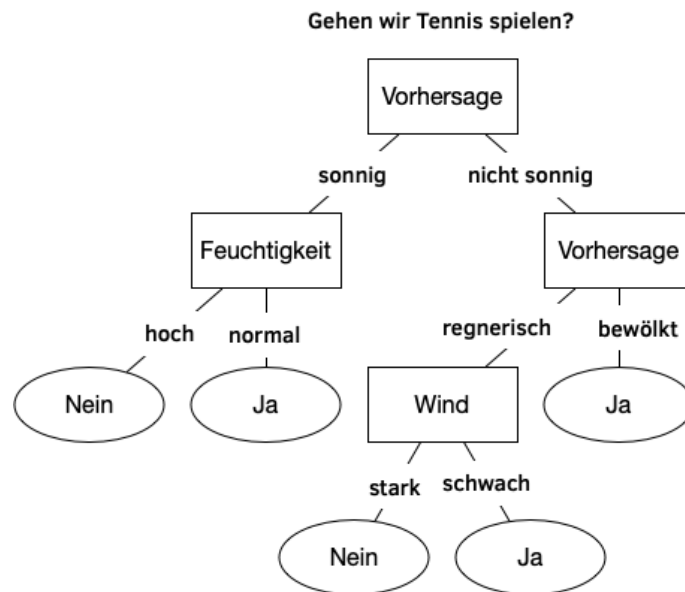 Gehen wir Tennis spielen?
Vorhersage
sonnig
nicht sonnig
Feuchtigkeit
Vorhersage
hoch
normal
regnerisch
bewölkt
Nein
Ja
Wind
Ja
stark
schwach
Nein
Ja